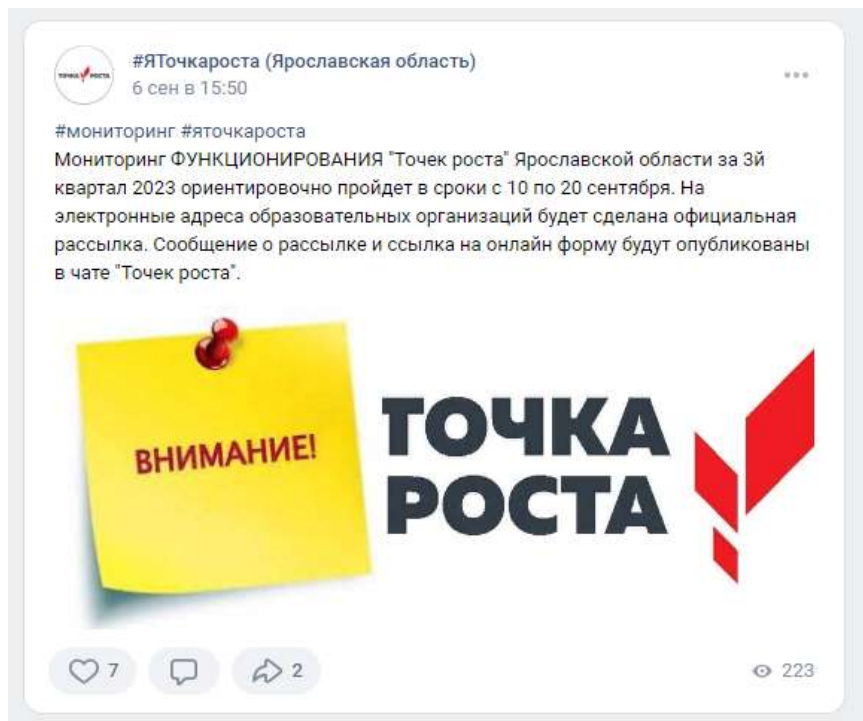 #ЯТочкароста (Ярославская область)
6 сен в 15:50
#мониторинг #яточкароста
Мониторинг ФУНКЦИОНИРОВАНИЯ "Точек роста" Ярославской области за 3й
квартал 2023 ориентировочно пройдет в сроки с 10 по 20 сентября. На
электронные адреса образовательных организаций будет сделана официальная
рассылка. Сообщение о рассылке и ссылка на онлайн форму будут опубликованы
в чате "Точек роста".
ВНИМАНИЕ!
ТОЧКА
РОСТА
7
2
223